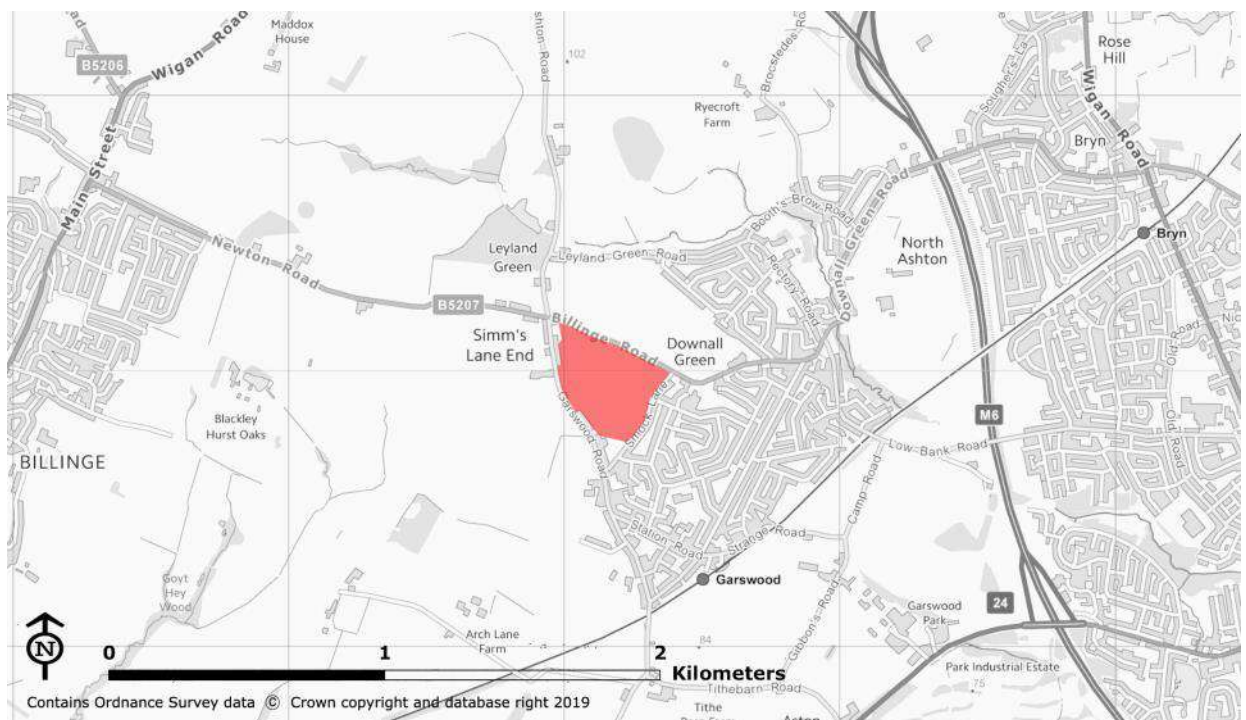 Maddox
House
Wigan Road
B5206
Main Street
Ashton Road
102
Brocstedes Ro
Ryecroft
Farm
Sougher's La
Rose
Hill
Wigan Road
Bryn
Bryn
Newton Road
Leyland
Green
Leyland Green Road
Booth's Brow Road
Rectory Road
Downall Green Road
North
Ashton
B5207
Simm's
Lane End
Billinge Road
Downall
Green
Garswood Road
Smock Lane
Blackley
Hurst Oaks
BILLINGE
M6
Low Bank Road
Camp Road
Old Road
Station Road
Strange Road
Garswood
Goyt
Hey
Wood
24
Garswood
Park
Gibbon's Road
Arch Lane
Farm
84
Park Industrial Estate
75
N
0 1 2
Kilometers
Tithebarn Road
Tithe
Contains Ordnance Survey data © Crown copyright and database right 2019